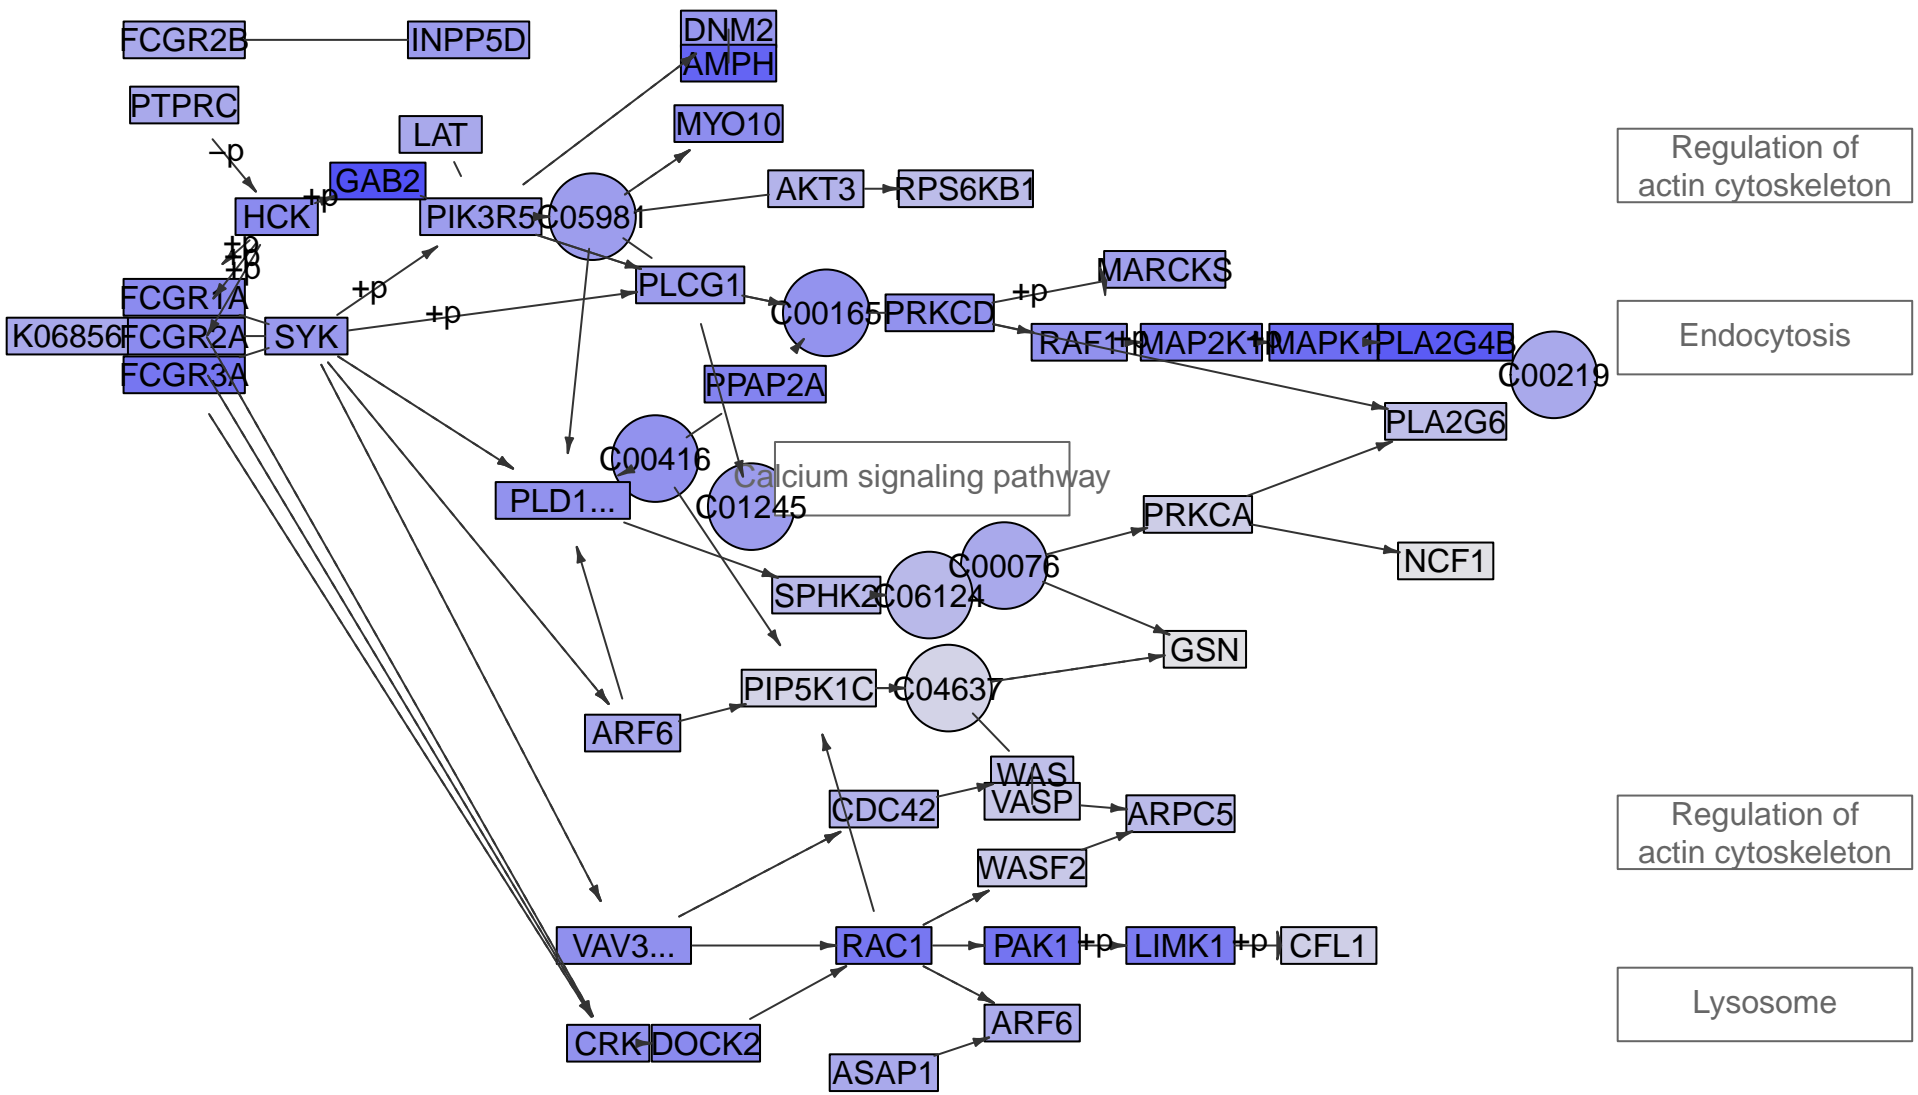 FCGR2B
INPP5D
DNM2
AMPH
PTPRC
LAT
MYO10
Regulation of
actin cytoskeleton
–p
GAB2
+p
HCK
PIK3R5
C05981
AKT3
RPS6KB1
+p
+p
+p
PLCG1
MARCKS
FCGR1A
+p
+p
C00165
PRKCD
+p
K06856
FCGR2A
SYK
RAF1
+p
MAP2K1
+p
MAPK1
PLA2G4B
Endocytosis
FCGR3A
PPAP2A
C00219
PLA2G6
C00416
Calcium signaling pathway
PLD1...
C01245
PRKCA
C00076
NCF1
SPHK2
C06124
GSN
PIP5K1C
C04637
ARF6
WAS
VASP
CDC42
ARPC5
Regulation of
actin cytoskeleton
WASF2
VAV3...
RAC1
PAK1
+p
LIMK1
+p
CFL1
Lysosome
ARF6
CRK
DOCK2
ASAP1